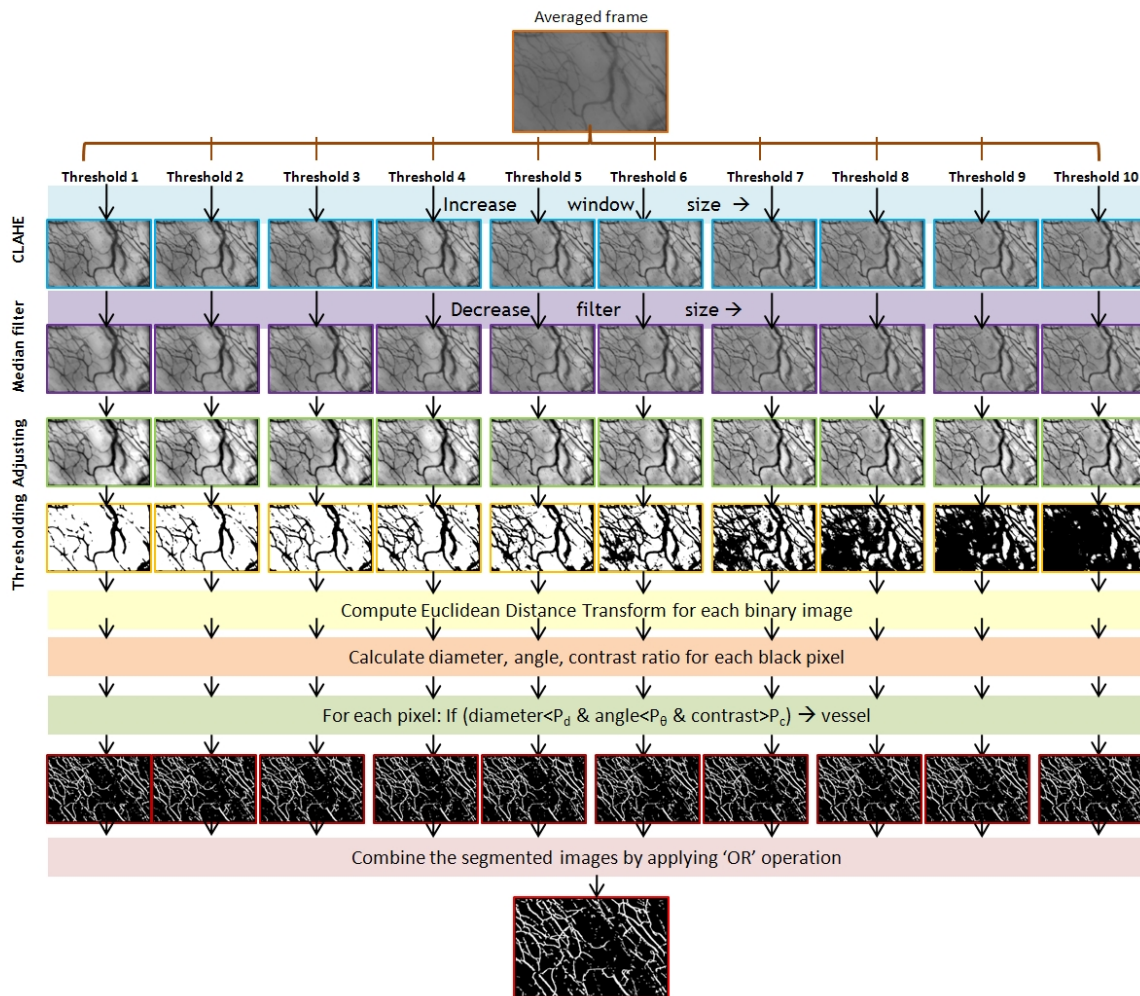 Averaged frame
Threshold 1 Threshold 2 Threshold 3 Threshold 4 Threshold 5 Threshold 6 Threshold 7 Threshold 8 Threshold 9 Threshold 10
Increase window size →
CLAHE
Decrease filter size →
Median filter
Adjusting
Thresholding
Compute Euclidean Distance Transform for each binary image
Calculate diameter, angle, contrast ratio for each black pixel
For each pixel: If (diameter<P_d & angle<P_θ & contrast>P_c) → vessel
Combine the segmented images by applying ‘OR’ operation